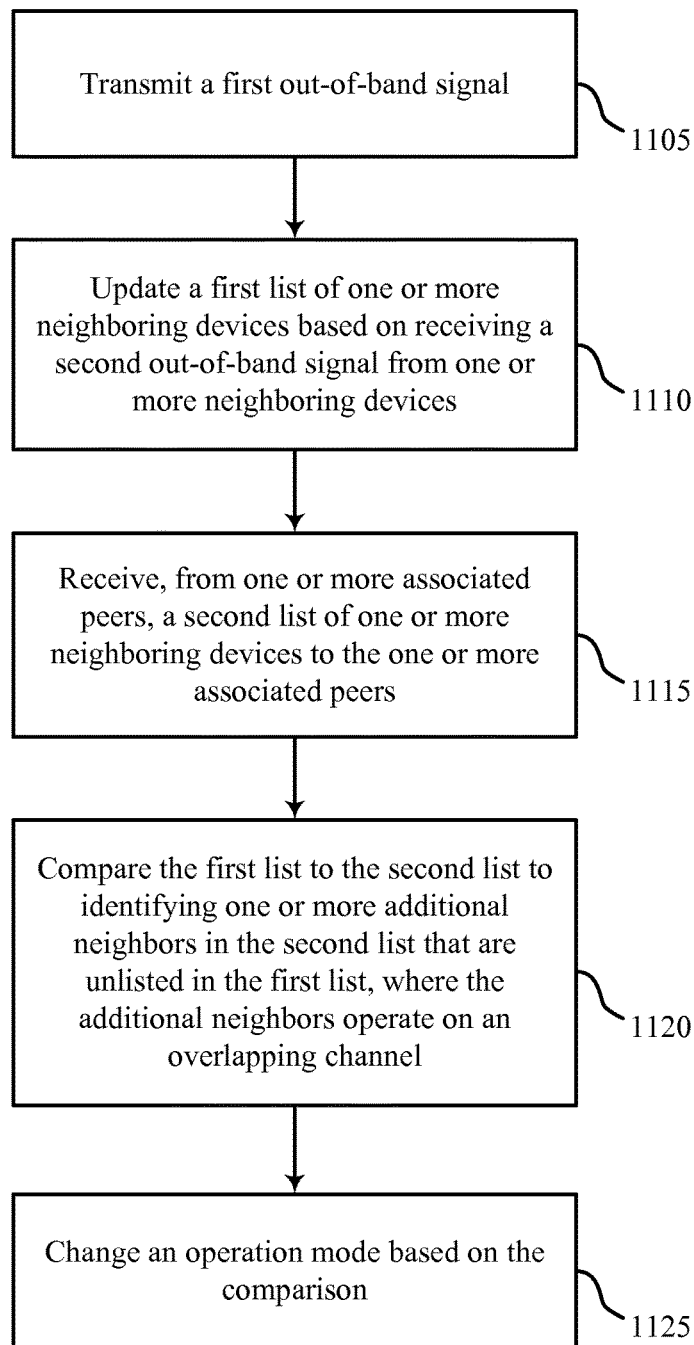 Transmit a first out-of-band signal
1105
Update a first list of one or more
neighboring devices based on receiving a
second out-of-band signal from one or
more neighboring devices
1110
Receive, from one or more associated
peers, a second list of one or more
neighboring devices to the one or more
associated peers
1115
Compare the first list to the second list to
identifying one or more additional
neighbors in the second list that are
unlisted in the first list, where the
additional neighbors operate on an
overlapping channel
1120
Change an operation mode based on the
comparison
1125